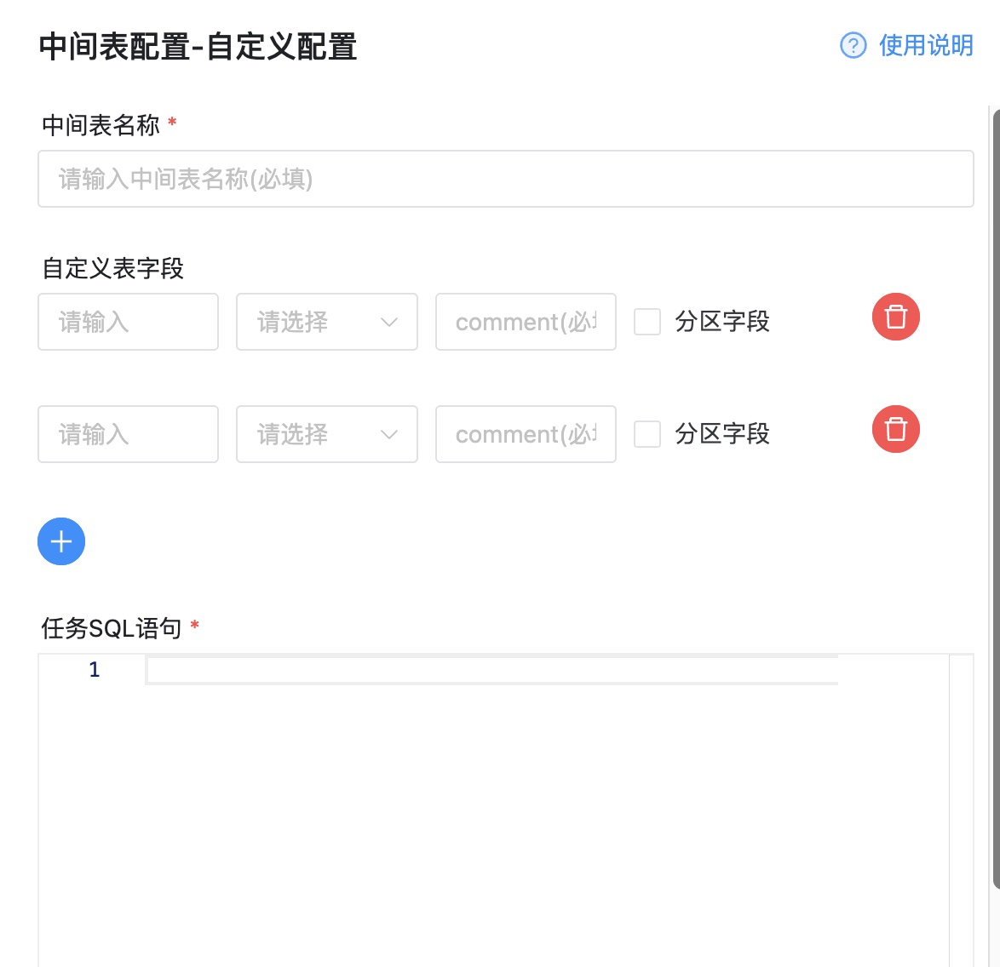 中间表配置-自定义配置
使用说明
中间表名称 *
请输入中间表名称(必填)
自定义表字段
请输入 请选择 comment(必 分区字段
请输入 请选择 comment(必 分区字段
任务SQL语句 *
1